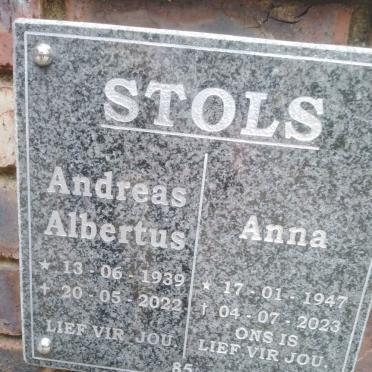 STOLS
Andreas
Albertus
★ 13 - 06 - 1939
† 20 - 05 - 2022
LIEF VIR JOU.
Anna
★ 17 - 01 - 1947
† 04 - 07 - 2023
ONS IS
LIEF VIR JOU.
85